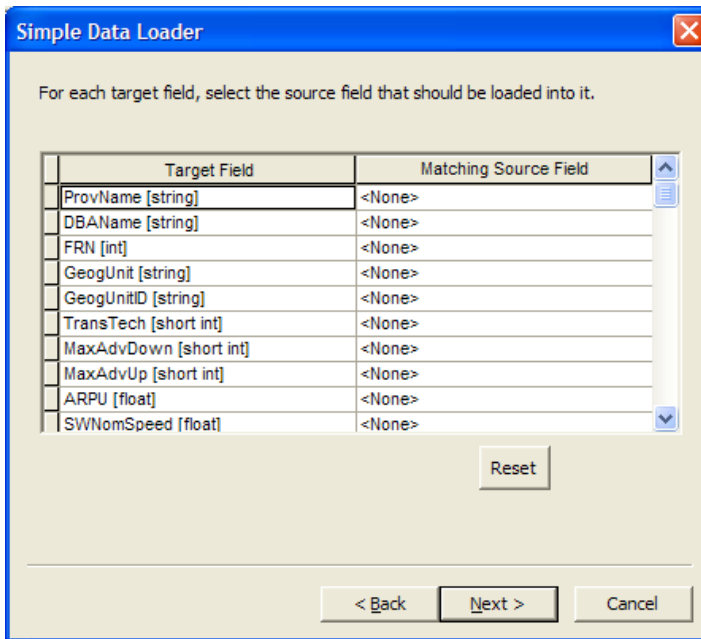 Simple Data Loader
For each target field, select the source field that should be loaded into it.
Target Field Matching Source Field
ProvName [string] <None>
DBAName [string] <None>
FRN [int] <None>
GeogUnit [string] <None>
GeogUnitID [string] <None>
TransTech [short int] <None>
MaxAdvDown [short int] <None>
MaxAdvUp [short int] <None>
ARPU [float] <None>
SWNomSpeed [float] <None>
Reset
< Back Next > Cancel